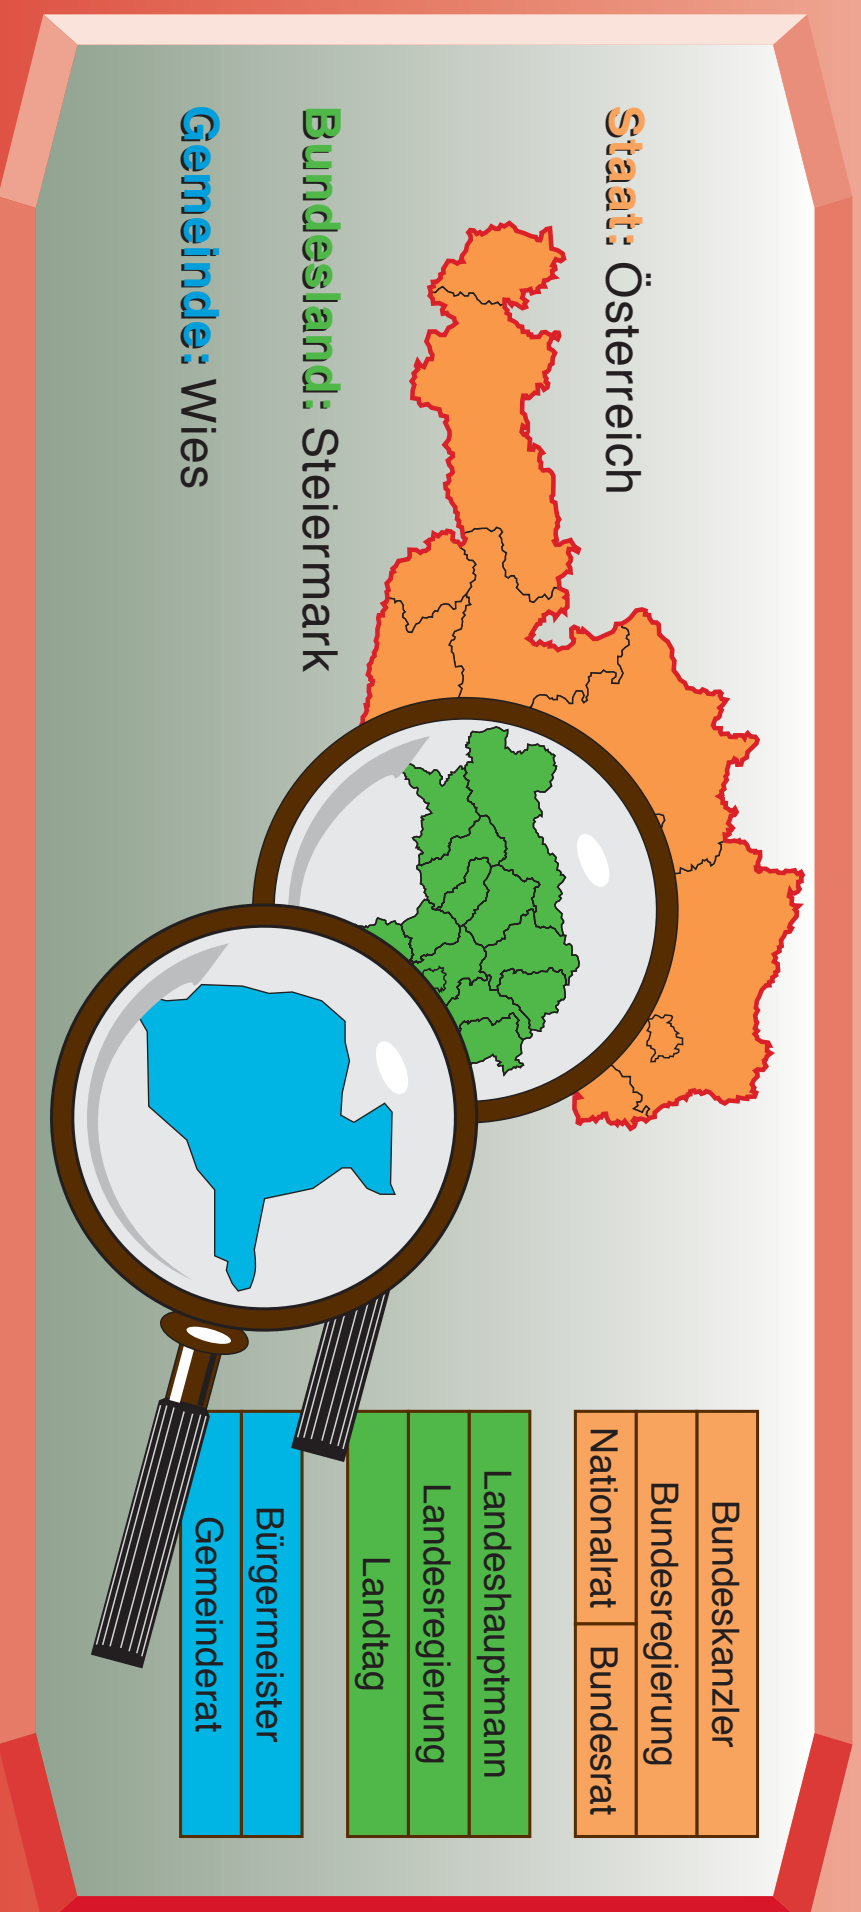 Staat: Österreich
Bundesland: Steiermark
Gemeinde: Wies
Bundeskanzler
Bundesregierung
Nationalrat Bundesrat
Landeshauptmann
Landesregierung
Landtag
Bürgermeister
Gemeinderat